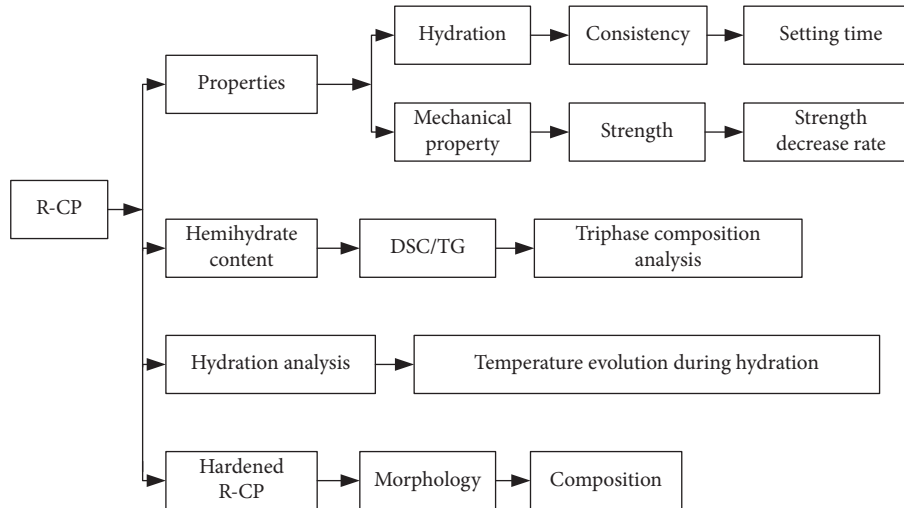 Hydration
Consistency
Setting time
Properties
Mechanical
property
Strength
Strength
decrease rate
R-CP
Hemihydrate
content
DSC/TG
Triphase composition
analysis
Hydration analysis
Temperature evolution during hydration
Hardened
R-CP
Morphology
Composition